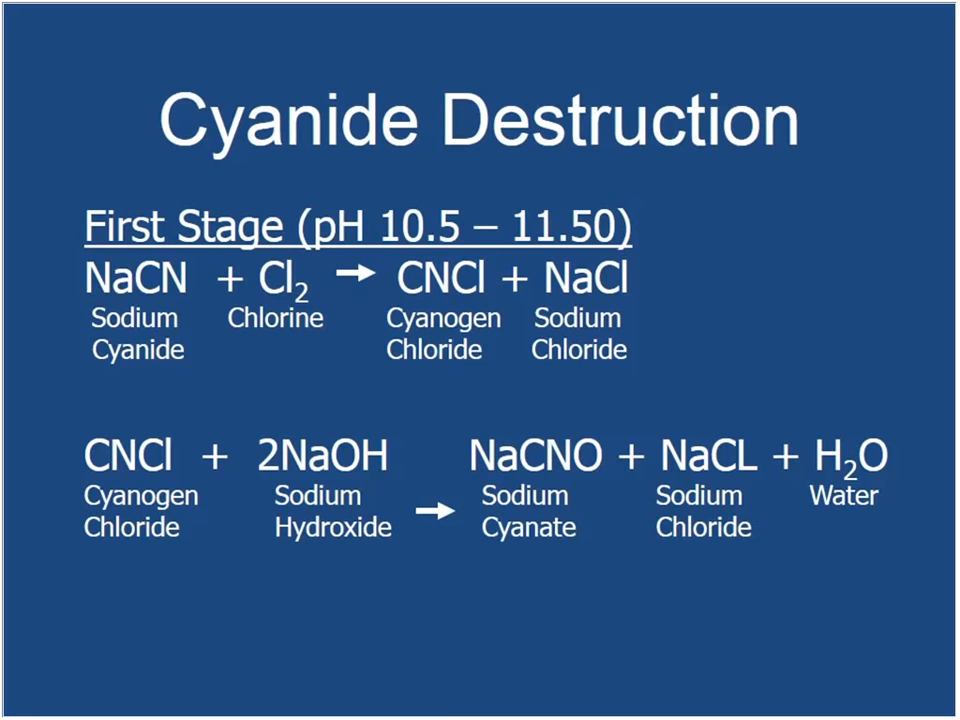 Cyanide Destruction
First Stage (pH 10.5 – 11.50)
NaCN + Cl₂ → CNCl + NaCl
Sodium Chlorine Cyanogen Sodium
Cyanide Chloride Chloride
CNCl + 2NaOH → NaCNO + NaCL + H₂O
Cyanogen Sodium Sodium Sodium Water
Chloride Hydroxide Cyanate Chloride